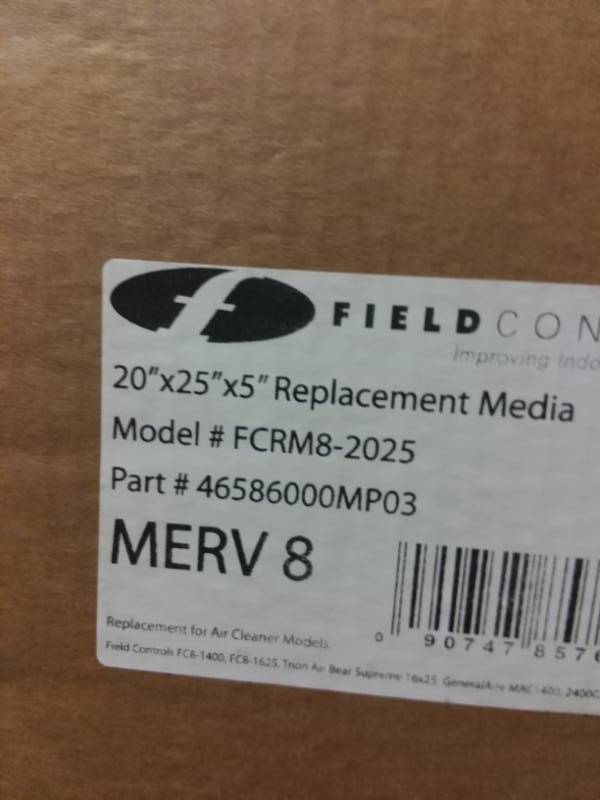 f FIELD CON
Improving Indo
20"x25"x5" Replacement Media
Model # FCRM8-2025
Part # 46586000MP03
MERV 8
0 90747 8576
Replacement for Air Cleaner Models
Field Controls FC8-1400, FC8-1625, Trion Air Bear Supreme 16x25, GeneralAire MAC 1400, 2400C